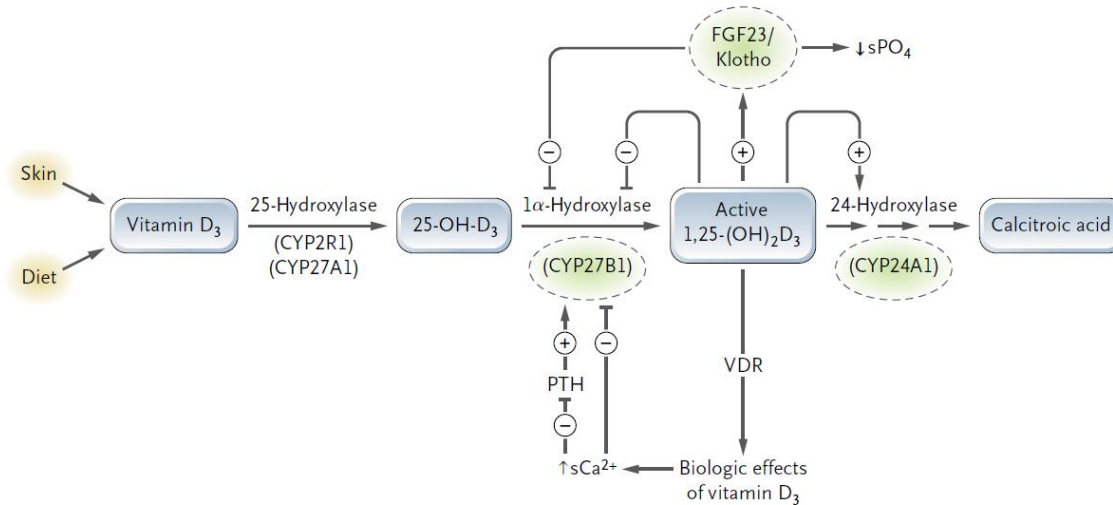 FGF23/
Klotho
↓sPO₄
−
−
+
+
Skin
Diet
Vitamin D₃
25-Hydroxylase
(CYP2R1)
(CYP27A1)
25-OH-D₃
1α-Hydroxylase
(CYP27B1)
Active
1,25-(OH)₂D₃
24-Hydroxylase
(CYP24A1)
Calcitroic acid
+
−
PTH
−
VDR
↑sCa²⁺
Biologic effects
of vitamin D₃